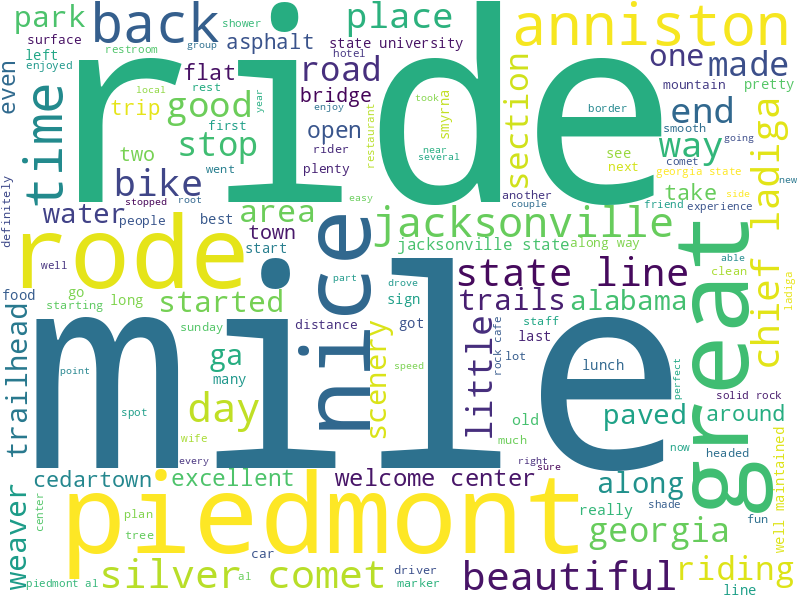 ride
mile
piedmont
rode
great
nice
anniston
jacksonville
back
place
park
shower
surface
restroom
group
asphalt
state university
hotel
left
enjoyed
flat
rest
local
road
bridge
one
made
mountain
pretty
even
time
trip
good
first
year
stop
two
went
open
rider
plenty
restaurant
enjoy
took
near
several
smyrna
section
border
end
smooth
going
way
comet
georgia state
see
next
take
side
new
chief ladiga
ladiga
bike
stopped
root
easy
another
couple
friend
experience
definitely
water
people
best
area
town
start
jacksonville state
along way
able
clean
well
part
drove
state line
food
go
starting
long
started
sign
trails
alabama
distance
got
staff
last
little
rock cafe
lot
sunday
ga
many
scenery
speed
lunch
perfect
trailhead
point
spot
day
wife
old
much
solid rock
paved
around
now
headed
every
right
sure
cedartown
excellent
welcome center
along
shade
fun
well maintained
weaver
center
plan
tree
really
georgia
car
piedmont al
silver comet
al
driver
marker
beautiful
riding
line